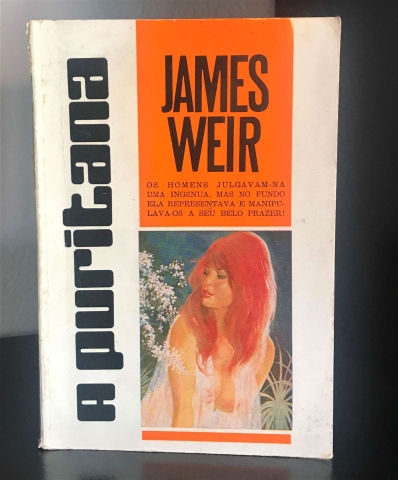 A puritana
JAMES
WEIR
OS HOMENS JULGAVAM-NA
UMA INGENUA, MAS NO FUNDO
ELA REPRESENTAVA E MANIPU-
LAVA-OS A SEU BELO PRAZER!